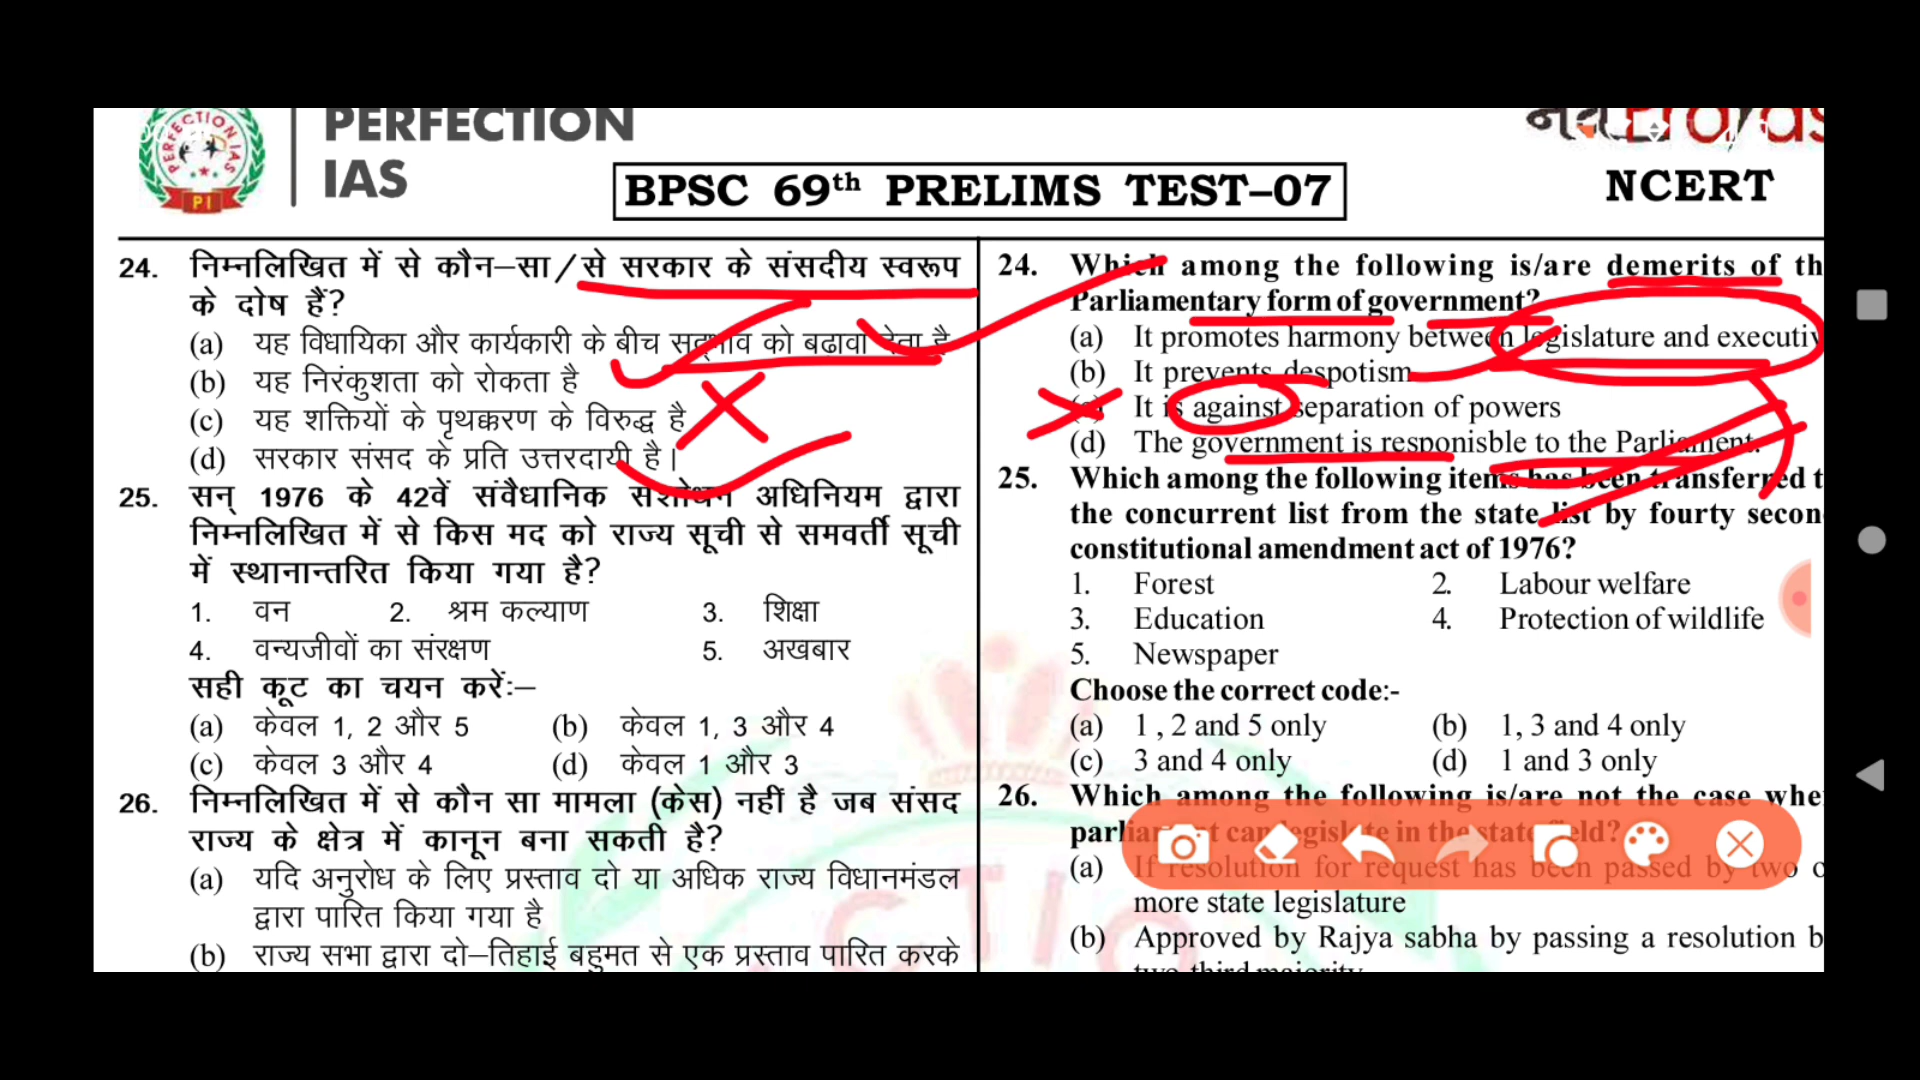 PERFECTION
IAS
BPSC 69th PRELIMS TEST–07
NCERT
PERFECTION IAS
PI
24. निम्नलिखित में से कौन–सा/से सरकार के संसदीय स्वरूप
के दोष हैं?
(a) यह विधायिका और कार्यकारी के बीच सद्भाव को बढावा देता है
(b) यह निरंकुशता को रोकता है
(c) यह शक्तियों के पृथक्करण के विरुद्ध है
(d) सरकार संसद के प्रति उत्तरदायी है।
25. सन् 1976 के 42वें संवैधानिक संशोधन अधिनियम द्वारा
निम्नलिखित में से किस मद को राज्य सूची से समवर्ती सूची
में स्थानान्तरित किया गया है?
1. वन 2. श्रम कल्याण 3. शिक्षा
4. वन्यजीवों का संरक्षण 5. अखबार
सही कूट का चयन करें:–
(a) केवल 1, 2 और 5 (b) केवल 1, 3 और 4
(c) केवल 3 और 4 (d) केवल 1 और 3
26. निम्नलिखित में से कौन सा मामला (केस) नहीं है जब संसद
राज्य के क्षेत्र में कानून बना सकती है?
(a) यदि अनुरोध के लिए प्रस्ताव दो या अधिक राज्य विधानमंडल
द्वारा पारित किया गया है
(b) राज्य सभा द्वारा दो–तिहाई बहुमत से एक प्रस्ताव पारित करके
24. Which among the following is/are demerits of th
Parliamentary form of government?
(a) It promotes harmony between legislature and executiv
(b) It prevents despotism
(c) It is against separation of powers
(d) The government is responisble to the Parliament.
25. Which among the following items has been transferred t
the concurrent list from the state list by fourty secon
constitutional amendment act of 1976?
1. Forest 2. Labour welfare
3. Education 4. Protection of wildlife
5. Newspaper
Choose the correct code:-
(a) 1 , 2 and 5 only (b) 1, 3 and 4 only
(c) 3 and 4 only (d) 1 and 3 only
26. Which among the following is/are not the case whe
parliament can legislate in the state field?
(a) If resolution for request has been passed by two o
more state legislature
(b) Approved by Rajya sabha by passing a resolution b
two-third majority